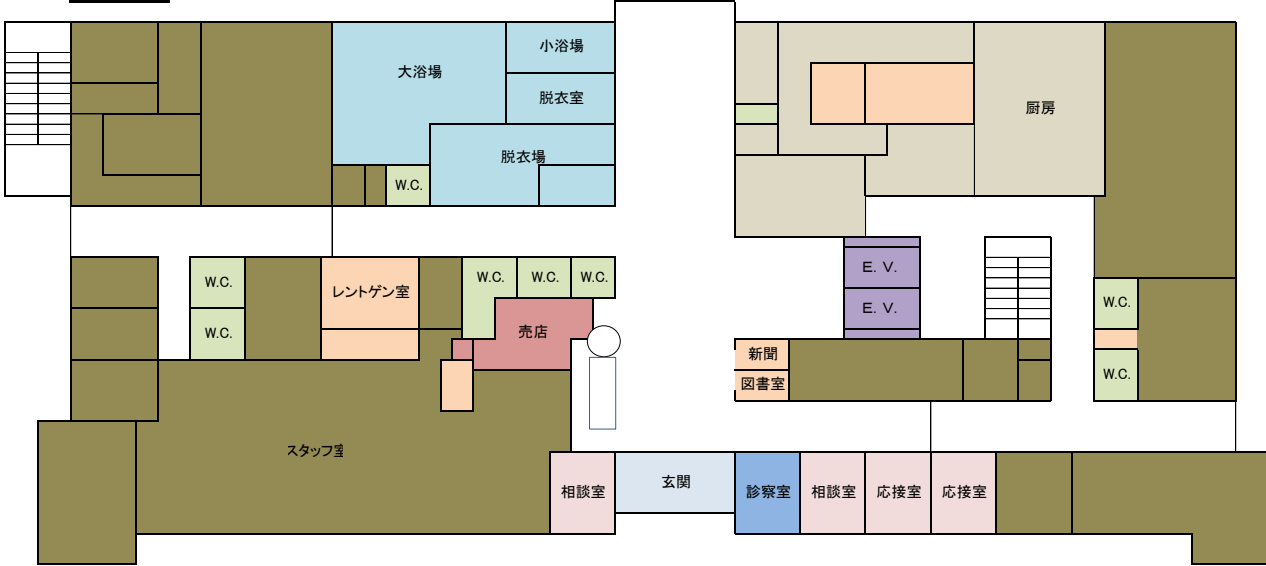 小浴場
大浴場
脱衣室
厨房
脱衣場
W.C.
W.C.
レントゲン室
W.C.
W.C.
W.C.
E. V.
W.C.
売店
E. V.
W.C.
新聞
図書室
W.C.
スタッフ室
相談室
玄関
診察室
相談室
応接室
応接室